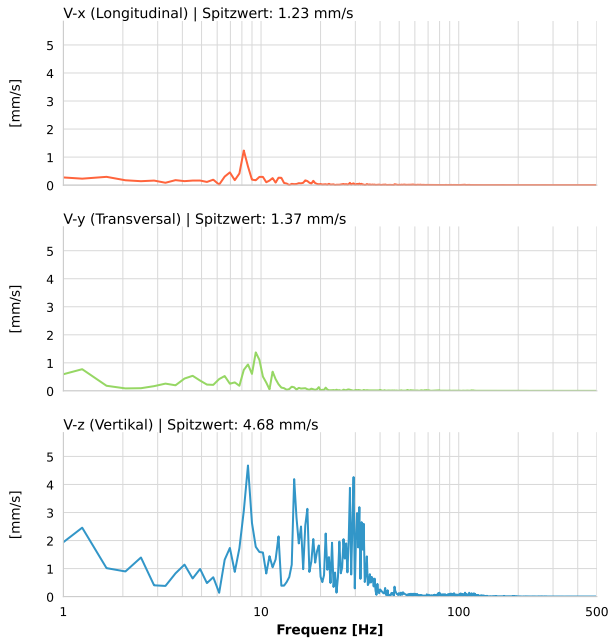 V-x (Longitudinal) | Spitzwert: 1.23 mm/s
5
4
[mm/s]
3
2
1
0
V-y (Transversal) | Spitzwert: 1.37 mm/s
5
4
[mm/s]
3
2
1
0
V-z (Vertikal) | Spitzwert: 4.68 mm/s
5
4
[mm/s]
3
2
1
0
1 10 100 500
Frequenz [Hz]